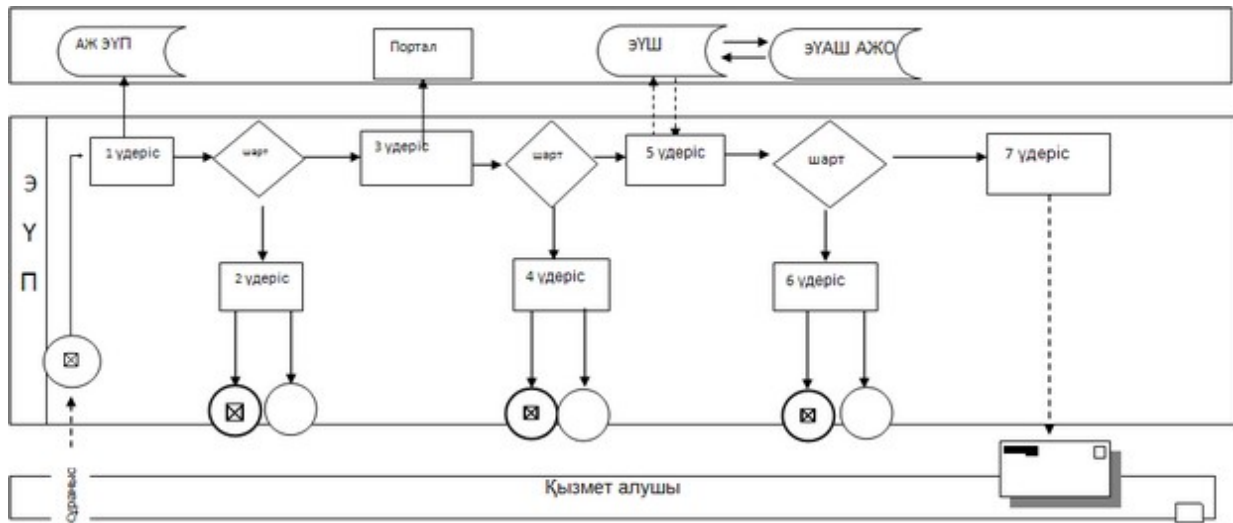 АЖ ЭҮП
Портал
ЭҮШ
ЭҮАШ АЖО
1 үдеріс
шарт
3 үдеріс
шарт
5 үдеріс
шарт
7 үдеріс
Э
Ү
П
2 үдеріс
4 үдеріс
6 үдеріс
Сұраныс
Қызмет алушы